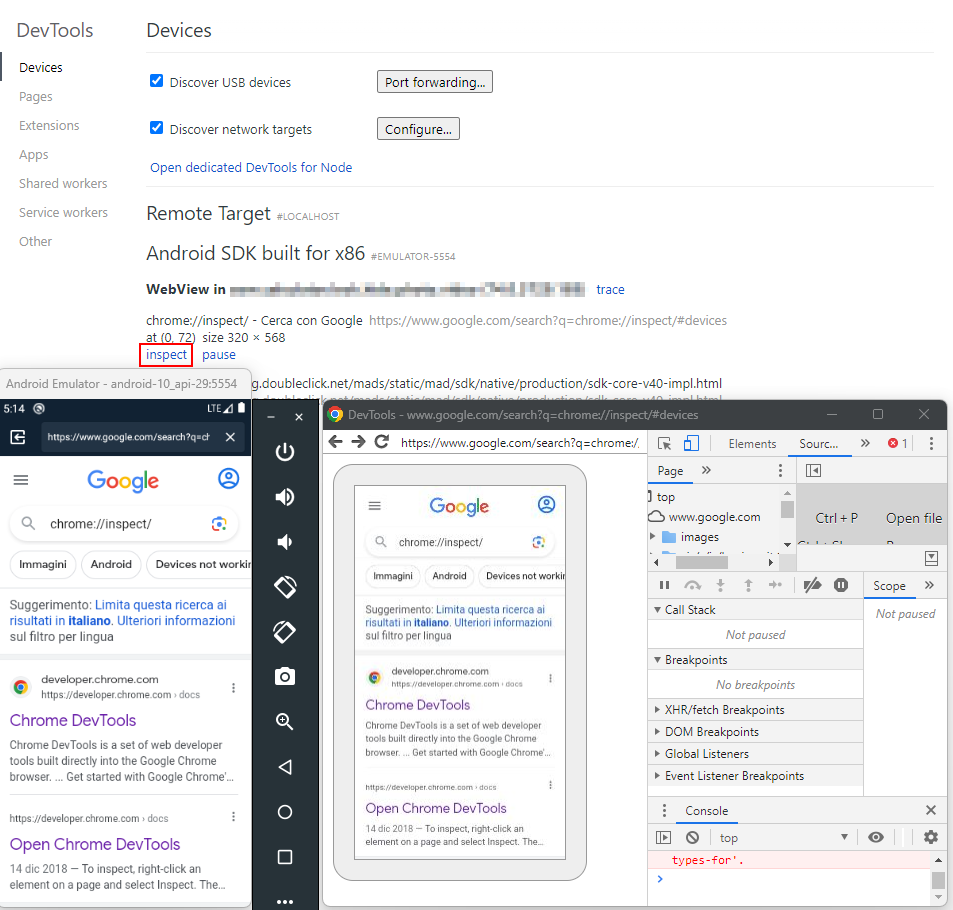 DevTools
Devices
Pages
Extensions
Apps
Shared workers
Service workers
Other
Devices
Discover USB devices
Port forwarding...
Discover network targets
Configure...
Open dedicated DevTools for Node
Remote Target #LOCALHOST
Android SDK built for x86 #EMULATOR-5554
WebView in
trace
chrome://inspect/ - Cerca con Google https://www.google.com/search?q=chrome://inspect/#devices
at (0, 72) size 320 × 568
inspect pause
g.doubleclick.net/mads/static/mad/sdk/native/production/sdk-core-v40-impl.html
Android Emulator - android-10_api-29:5554
5:14
LTE
https://www.google.com/search?q=ch
Google
chrome://inspect/
Immagini
Android
Devices not workin
Suggerimento: Limita questa ricerca ai
risultati in italiano. Ulteriori informazioni
sul filtro per lingua
developer.chrome.com
https://developer.chrome.com › docs
Chrome DevTools
Chrome DevTools is a set of web developer
tools built directly into the Google Chrome
browser. ... Get started with Google Chrome'...
https://developer.chrome.com › docs
Open Chrome DevTools
14 dic 2018 — To inspect, right-click an
element on a page and select Inspect. The...
DevTools - www.google.com/search?q=chrome://inspect/#devices
https://www.google.com/search?q=chrome:/
Google
chrome://inspect/
Immagini
Android
Devices not workin
Suggerimento: Limita questa ricerca ai
risultati in italiano. Ulteriori informazioni
sul filtro per lingua
developer.chrome.com
https://developer.chrome.com › docs
Chrome DevTools
Chrome DevTools is a set of web developer
tools built directly into the Google Chrome
browser. ... Get started with Google Chrome'...
https://developer.chrome.com › docs
Open Chrome DevTools
14 dic 2018 — To inspect, right-click an
element on a page and select Inspect. The...
Elements
Sourc...
»
1
Page
»
top
www.google.com
images
Ctrl + P
Open file
Scope
»
Not paused
Call Stack
Not paused
Breakpoints
No breakpoints
XHR/fetch Breakpoints
DOM Breakpoints
Global Listeners
Event Listener Breakpoints
Console
top
types-for'.